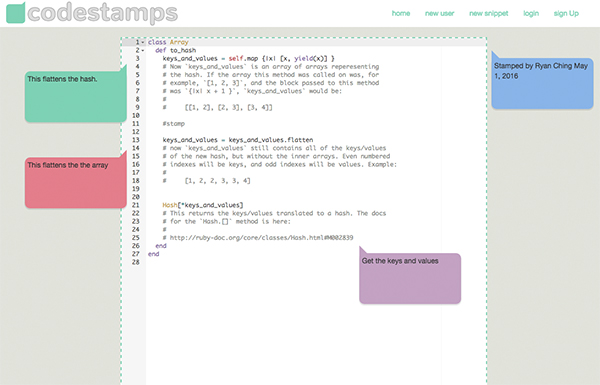 codestamps
home new user new snippet login sign Up
1 class Array
2 def to_hash
3 keys_and_values = self.map {|x| [x, yield(x)] }
4 # Now `keys_and_values` is an array of arrays reperesenting
5 # the hash. If the array this method was called on was, for
6 # example, `[1, 2, 3]`, and the block passed to this method
7 # was `{|x| x + 1 }`, `keys_and_values` would be:
8 #
9 # [[1, 2], [2, 3], [3, 4]]
10
11 #stamp
12
13 keys_and_values = keys_and_values.flatten
14 # now `keys_and_values` still contains all of the keys/values
15 # of the new hash, but without the inner arrays. Even numbered
16 # indexes will be keys, and odd indexes will be values. Example:
17 #
18 # [1, 2, 2, 3, 3, 4]
19
20
21 Hash[*keys_and_values]
22 # This returns the keys/values translated to a hash. The docs
23 # for the `Hash.[]` method is here:
24 #
25 # http://ruby-doc.org/core/classes/Hash.html#M002839
26 end
27 end
28
This flattens the hash.
This flattens the the array
Stamped by Ryan Ching May
1, 2016
Get the keys and values